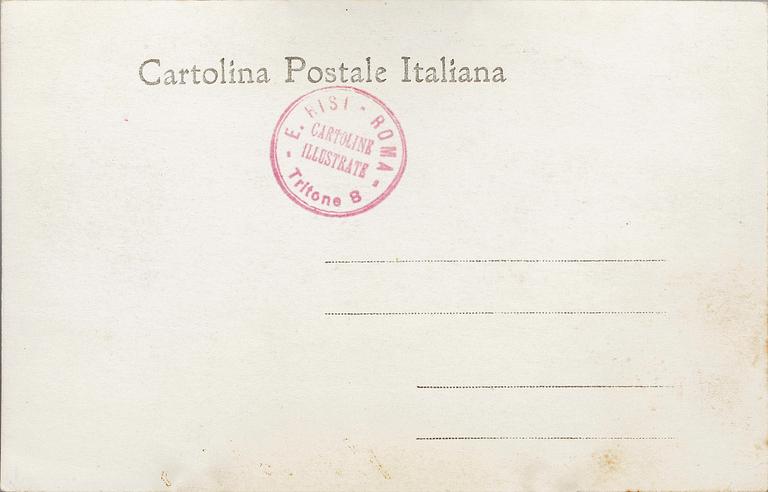 Cartolina Postale Italiana
E. RISI - ROMA -
CARTOLINE
ILLUSTRATE
Tritone 8